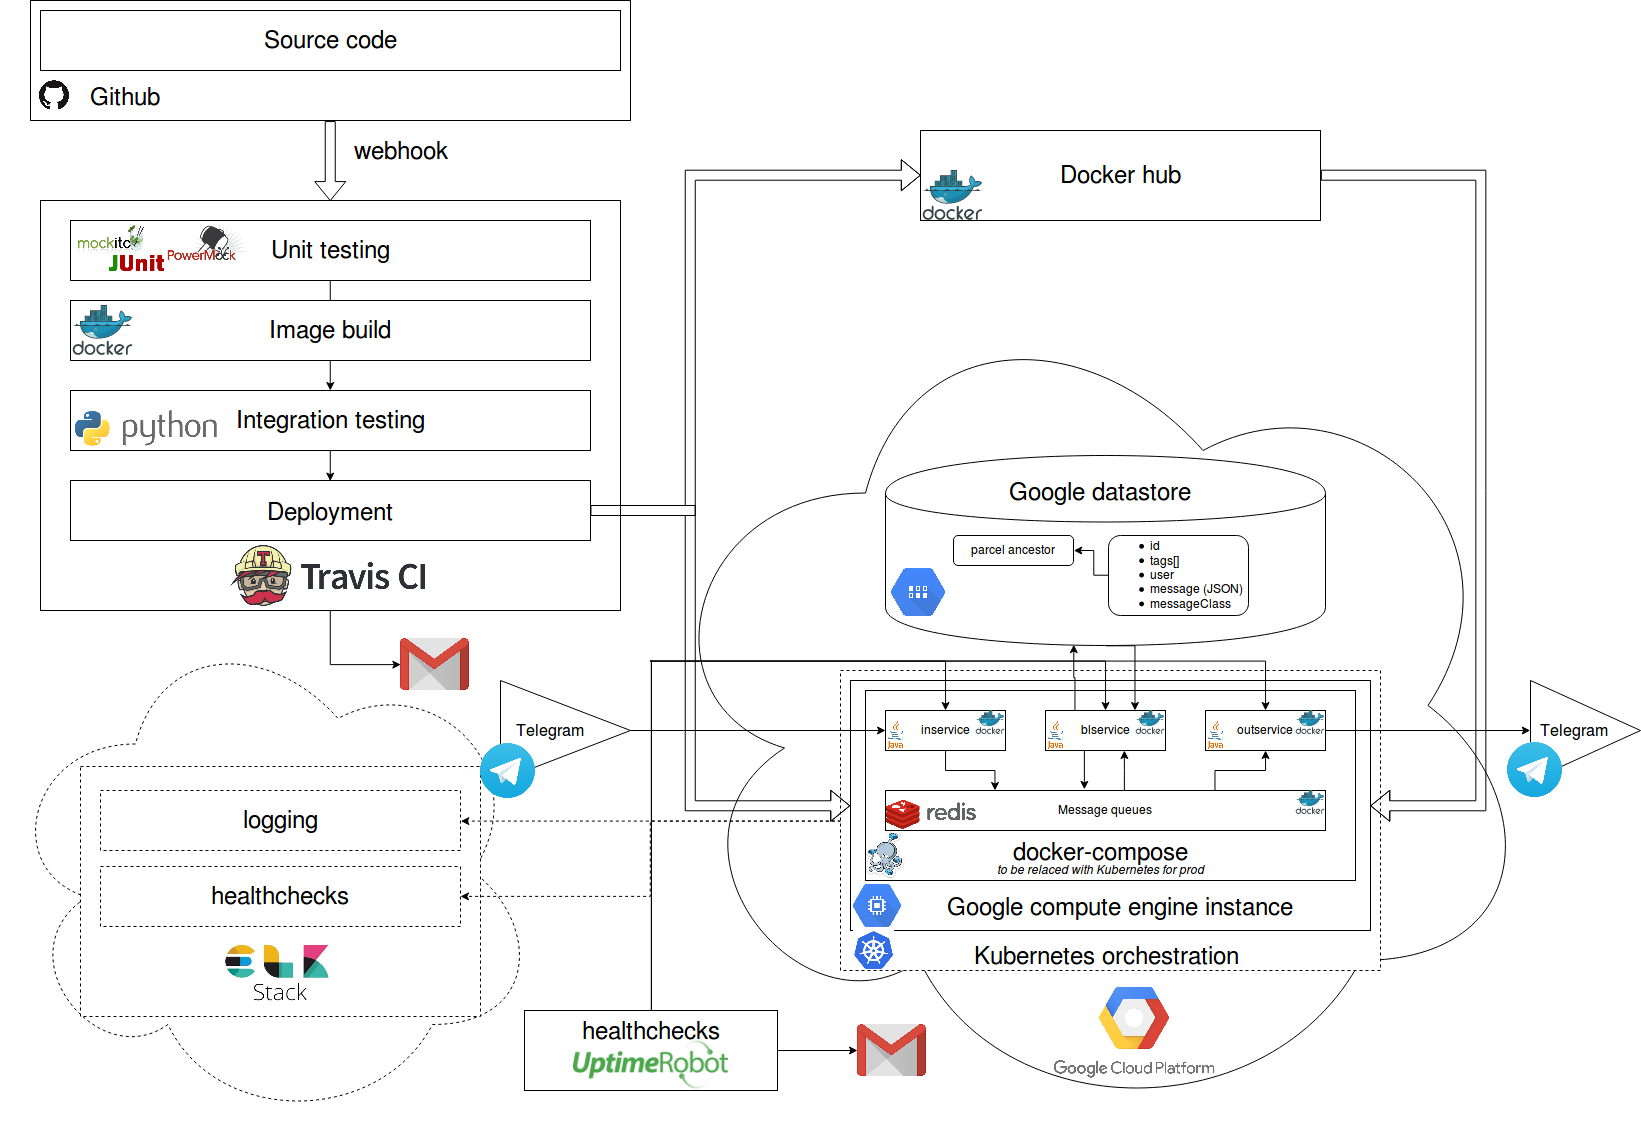 Source code
Github
webhook
mockito
JUnit
PowerMock
Unit testing
docker
Image build
python
Integration testing
Deployment
Travis CI
Docker hub
docker
Google datastore
parcel ancestor
id
tags[]
user
message (JSON)
messageClass
Telegram
Java
inservice
docker
Java
blservice
docker
Java
outservice
docker
Telegram
redis
Message queues
docker
docker-compose
to be relaced with Kubernetes for prod
Google compute engine instance
Kubernetes orchestration
Google Cloud Platform
logging
healthchecks
Stack
healthchecks
UptimeRobot